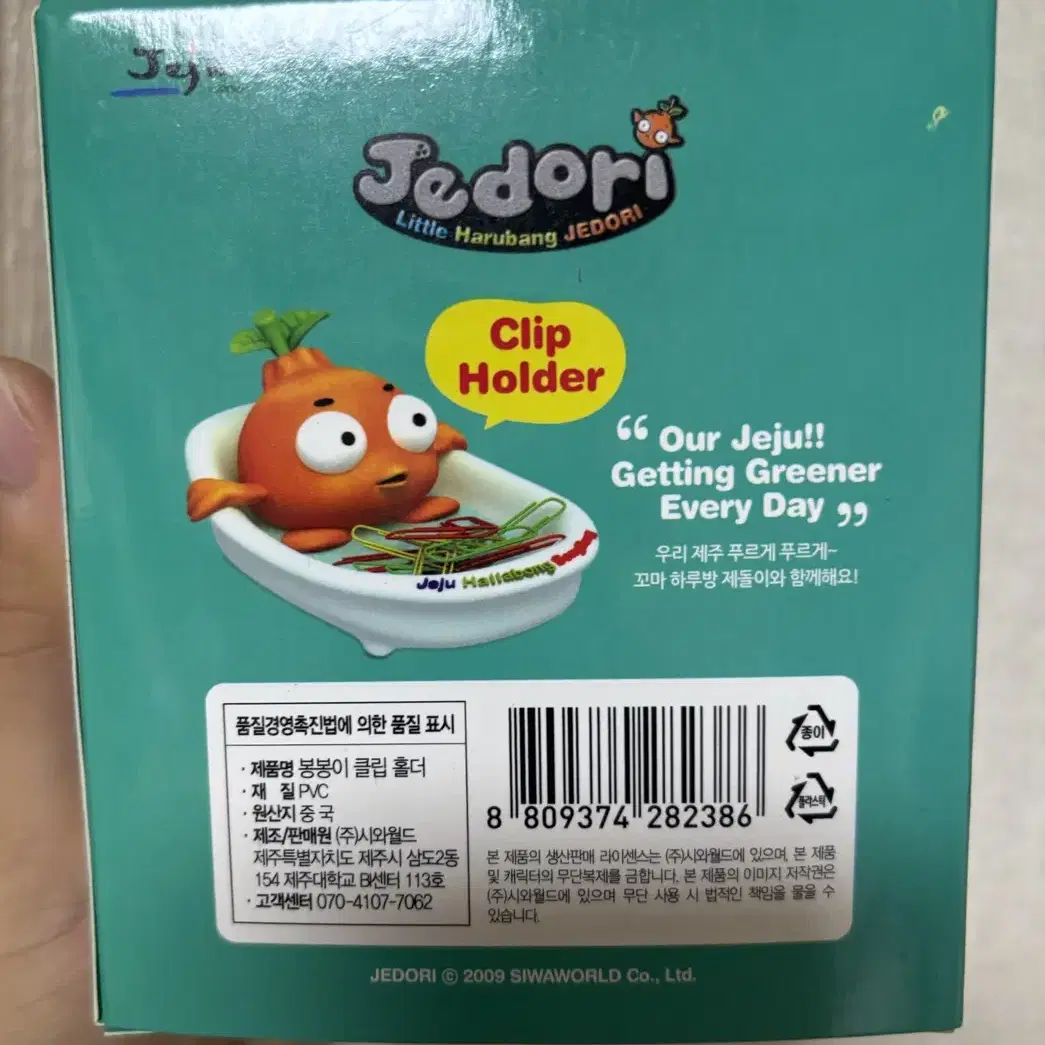 Jeju
Jedori
Little Harubang JEDORI
Clip
Holder
“ Our Jeju!!
Getting Greener
Every Day ”
우리 제주 푸르게 푸르게~
꼬마 하루방 제돌이와 함께해요!
Jeju Hallabong
품질경영촉진법에 의한 품질 표시
· 제품명 봉봉이 클립 홀더
· 재 질 PVC
· 원산지 중 국
· 제조/판매원 (주)시와월드
제주특별자치도 제주시 삼도2동
154 제주대학교 BI센터 113호
· 고객센터 070-4107-7062
8 809374 282386
종이
플라스틱
본 제품의 생산판매 라이센스는 (주)시와월드에 있으며, 본 제품
및 캐릭터의 무단복제를 금합니다. 본 제품의 이미지 저작권은
(주)시와월드에 있으며 무단 사용 시 법적인 책임을 물을 수
있습니다.
JEDORI © 2009 SIWAWORLD Co., Ltd.